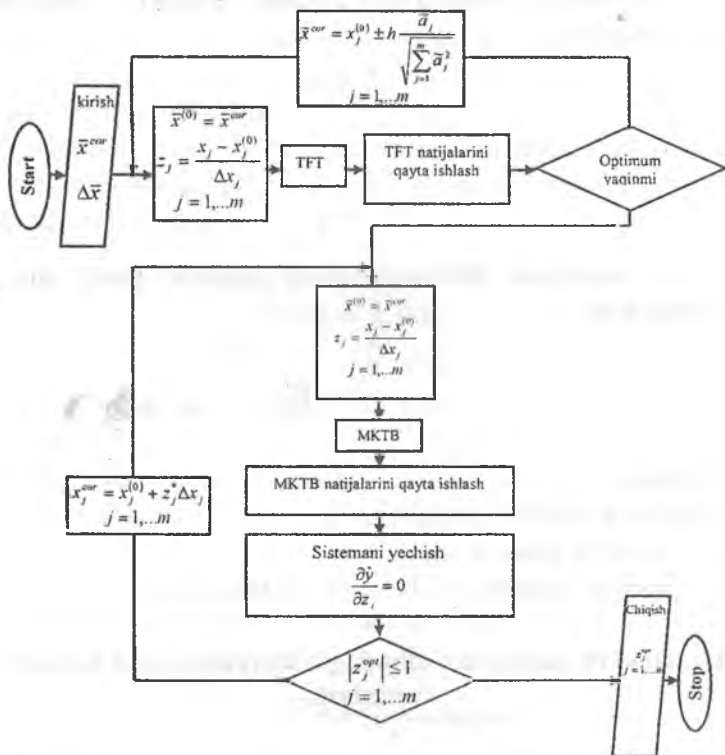 x̄^cor = x_j^(0) ± h ā_j / √(∑_{j=1}^{m} ā_j²)
j = 1,...m
Start
kirish
x̄^cor
Δx̄
x̄^(0) = x̄^cor
z_j = (x_j − x_j^(0)) / Δx_j
j = 1,...m
TFT
TFT natijalarini
qayta ishlash
Optimum
yaqinmi
x̄^(0) = x̄^cor
z_j = (x_j − x_j^(0)) / Δx_j
j = 1,...m
MKTB
MKTB natijalarini qayta ishlash
x_j^cor = x_j^(0) + z_j^* Δx_j
j = 1,...m
Sistemani yechish
∂ŷ / ∂z_i = 0
|z_j^opt| ≤ 1
j = 1,...m
Chiqish
Stop